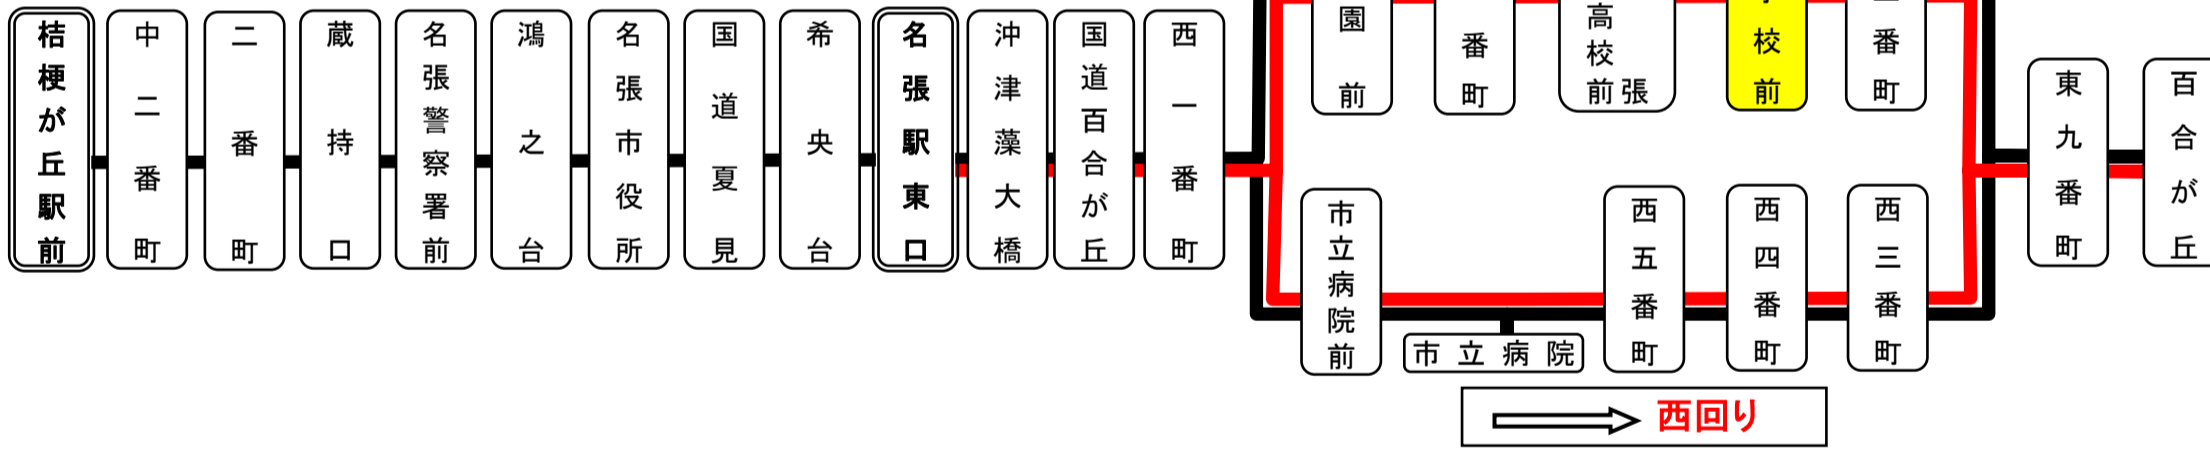 桔梗が丘駅前
中二番町
二番町
蔵持口
名張警察署前
鴻之台
名張市役所
国道夏見
希央台
名張駅東口
沖津藻大橋
国道百合が丘
西一番町
園前
番町
高校前
張
校前
番町
市立病院前
市立病院
西五番町
西四番町
西三番町
東九番町
百合が丘
西回り